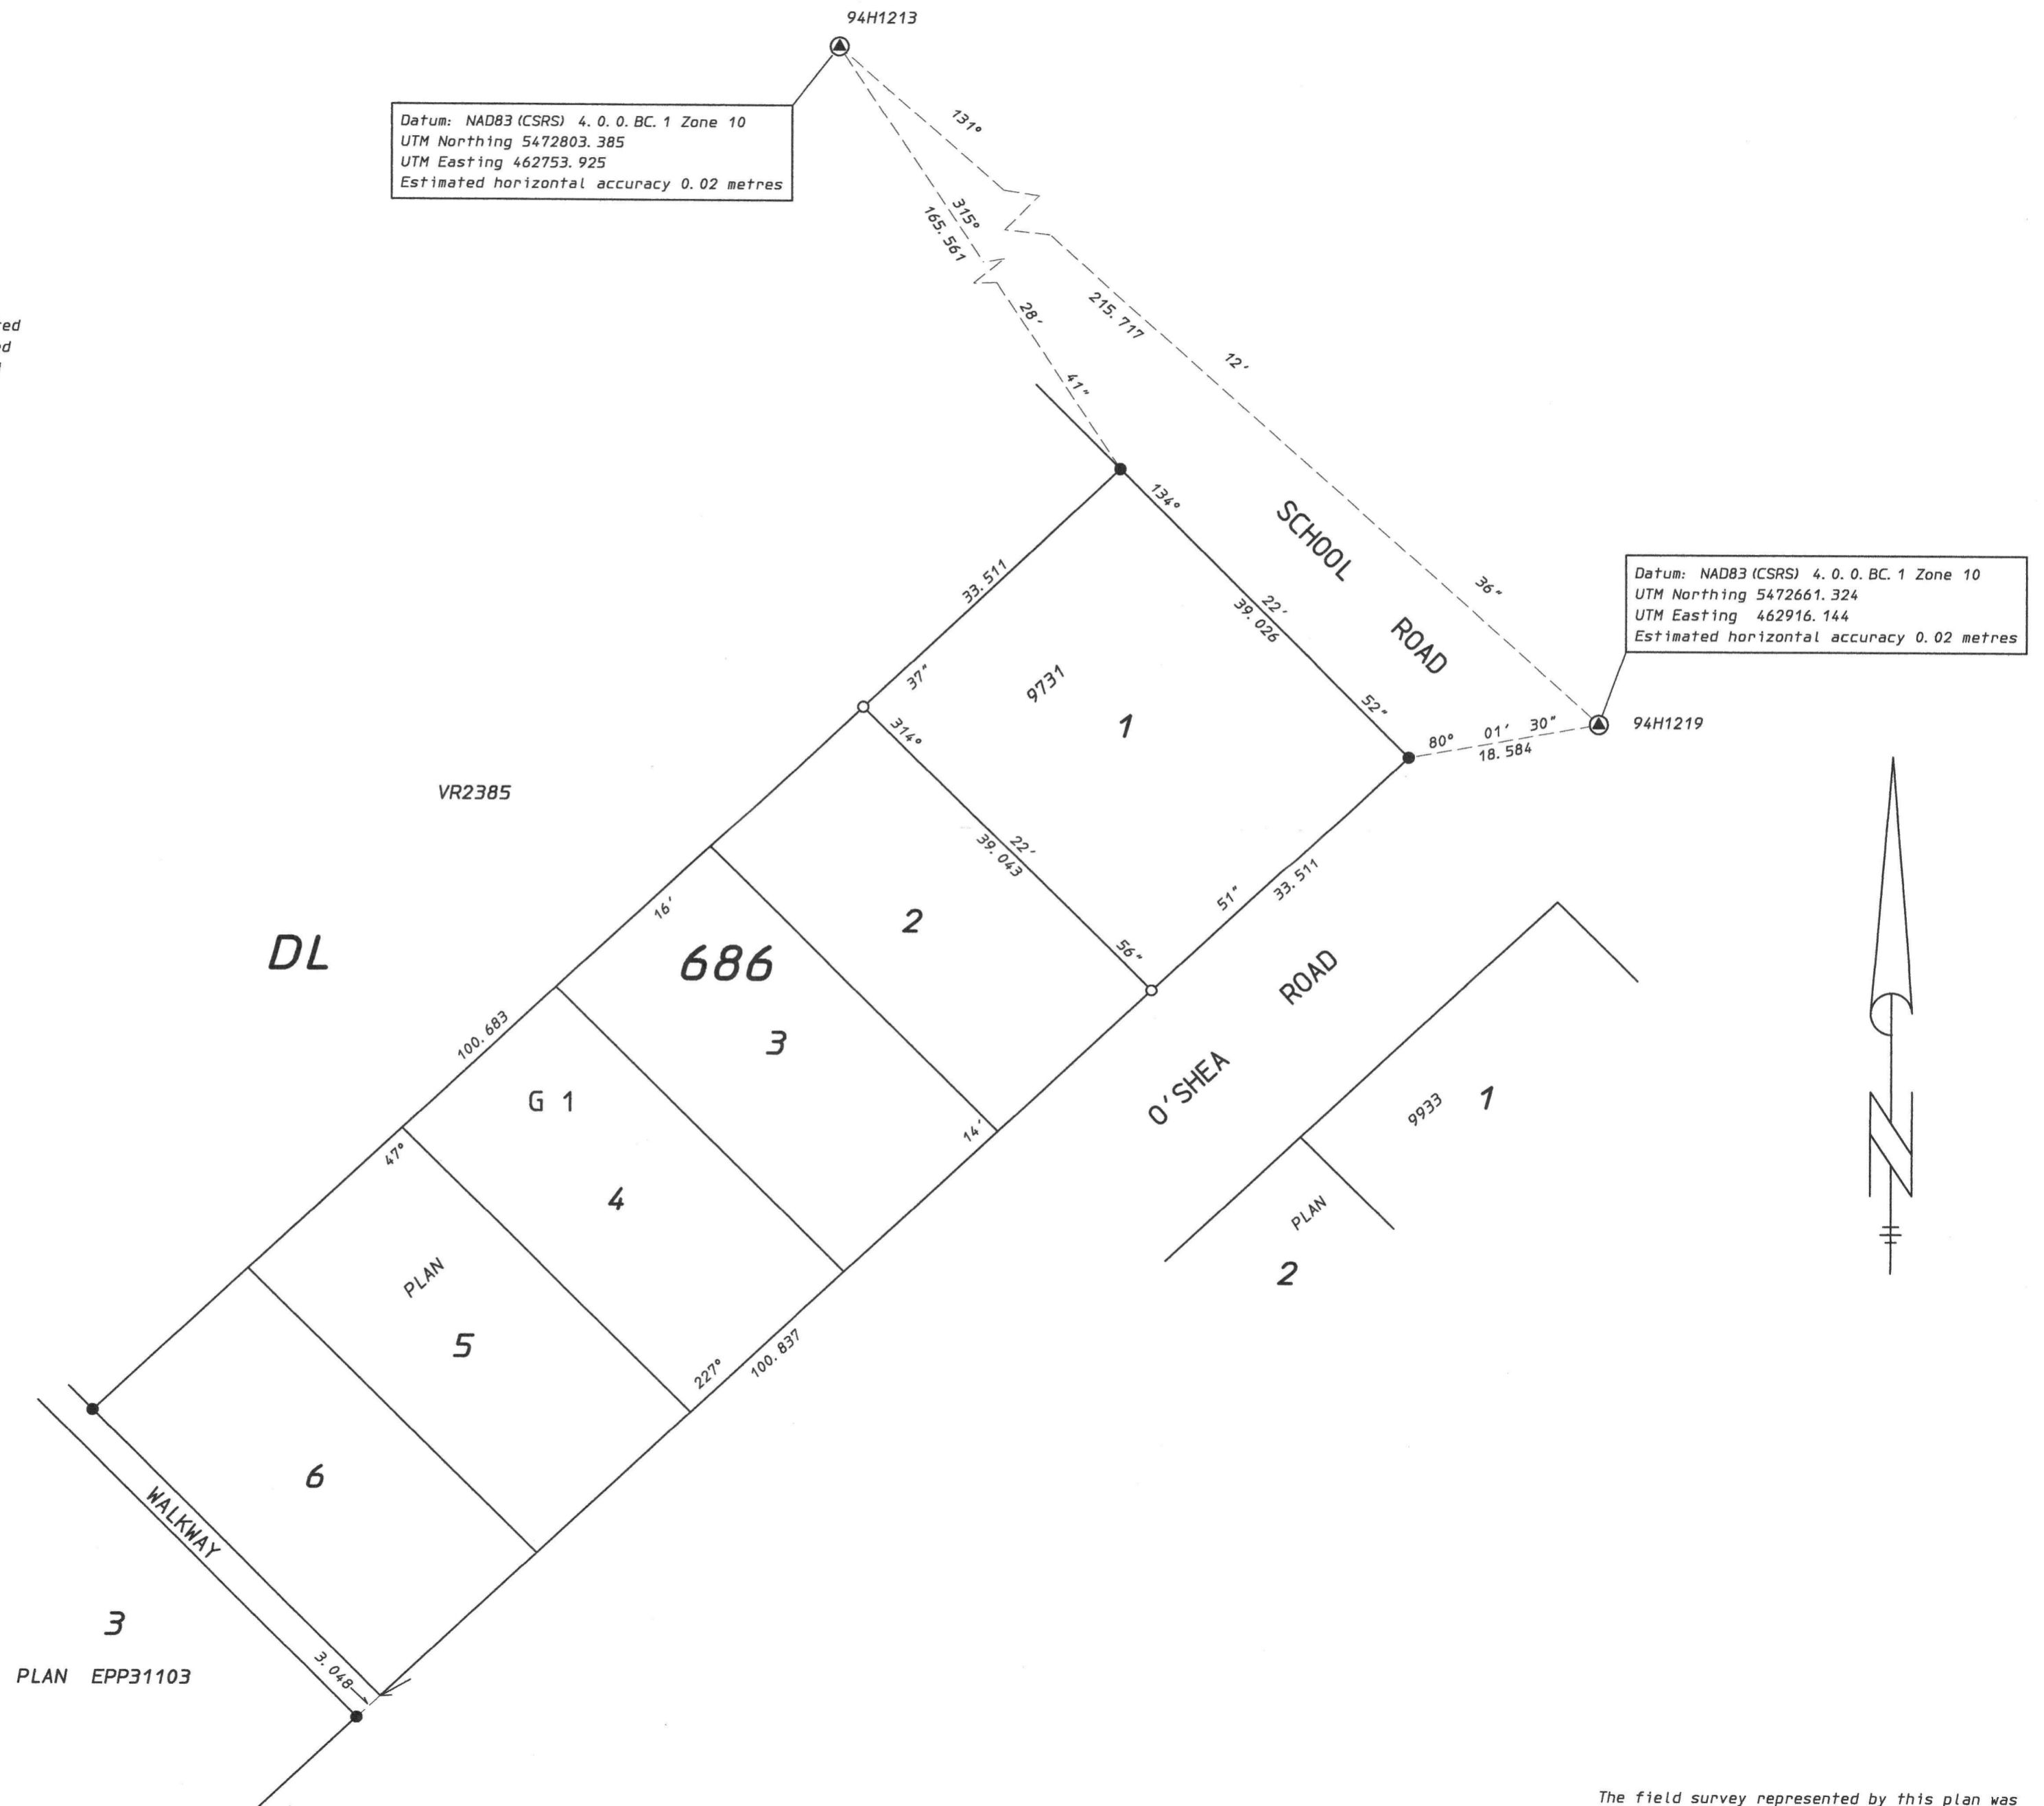 94H1213
Datum: NAD83 (CSRS) 4.0.0.BC.1 Zone 10
UTM Northing 5472803.385
UTM Easting 462753.925
Estimated horizontal accuracy 0.02 metres
131°
315°
165.561
215.717
28'
12'
41"
134°
SCHOOL
ROAD
36"
Datum: NAD83 (CSRS) 4.0.0.BC.1 Zone 10
UTM Northing 5472661.324
UTM Easting 462916.144
Estimated horizontal accuracy 0.02 metres
33.511
22'
39.026
37"
9731
1
52"
80° 01' 30"
18.584
94H1219
314°
VR2385
22'
39.043
51"
33.511
16'
2
56"
DL
686
ROAD
100.683
3
O'SHEA
G 1
9933
1
14'
47°
4
PLAN
2
PLAN
5
227°
100.837
6
WALKWAY
3
3.048
PLAN EPP31103
N
The field survey represented by this plan was